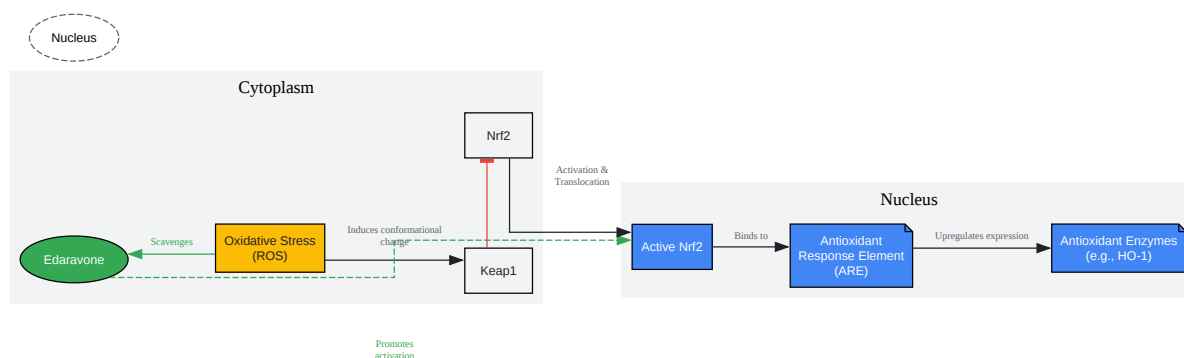 Nucleus
Cytoplasm
Nrf2
Activation &
Translocation
Nucleus
Edaravone
Scavenges
Oxidative Stress
(ROS)
Induces conformational
change
Keap1
Active Nrf2
Binds to
Antioxidant
Response Element
(ARE)
Upregulates expression
Antioxidant Enzymes
(e.g., HO-1)
Promotes
activation